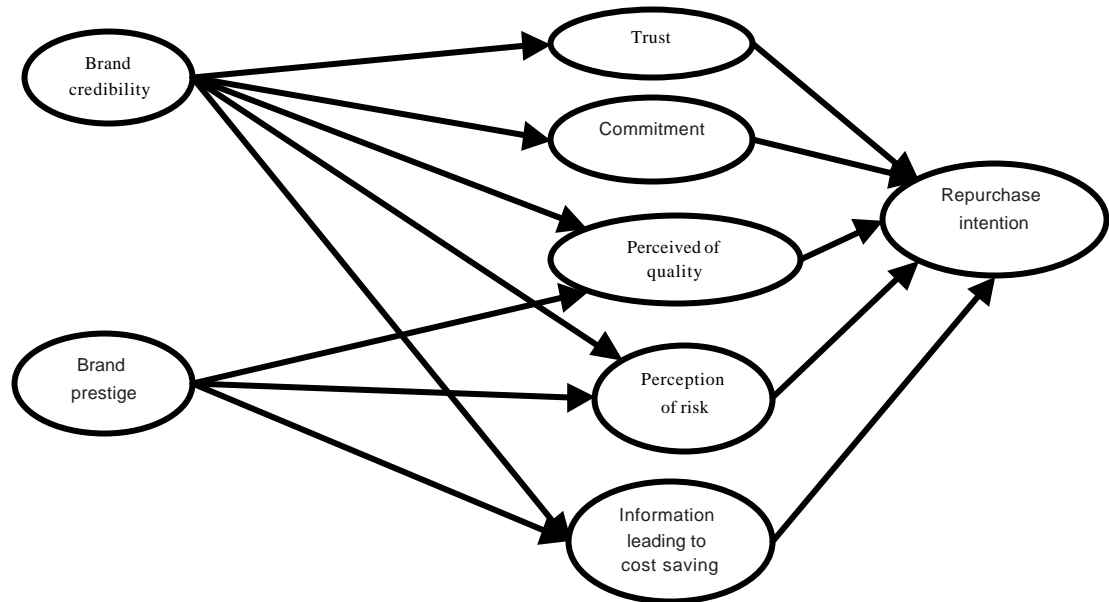 Brand
credibility
Trust
Commitment
Repurchase
intention
Perceived of
quality
Brand
prestige
Perception
of risk
Information
leading to
cost saving